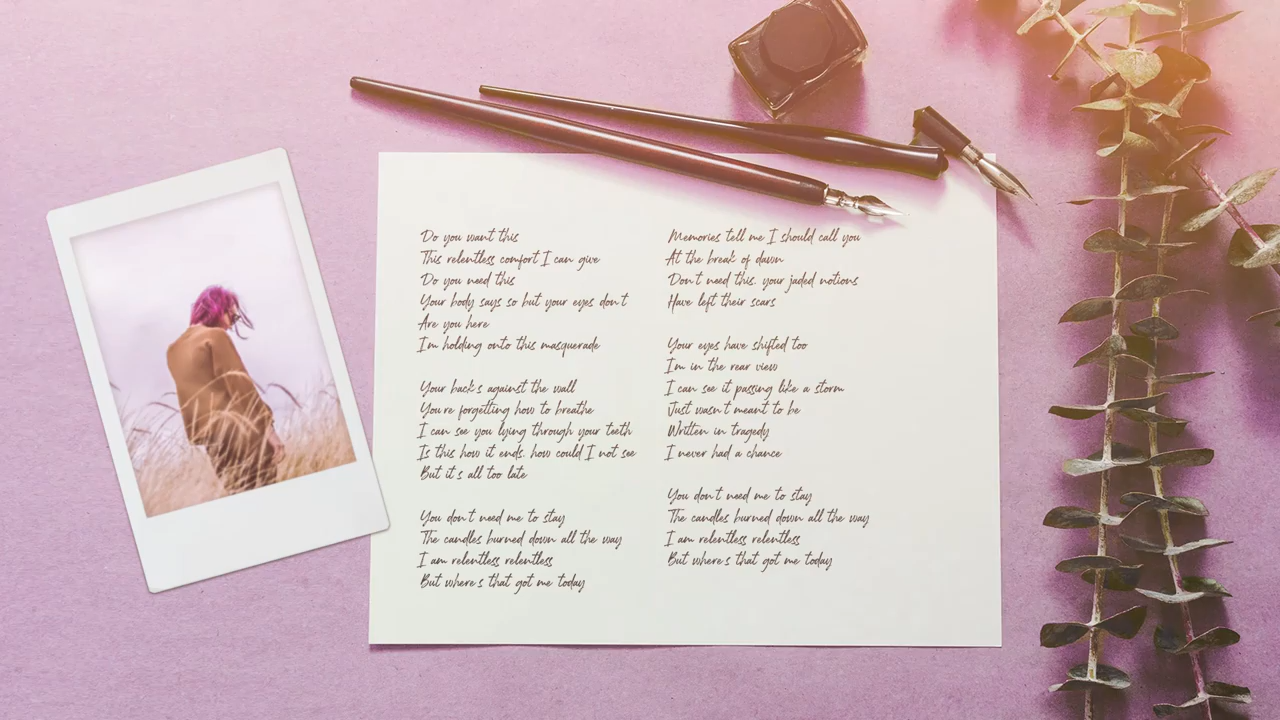 Do you want this
This relentless comfort I can give
Do you need this
Your body says so but your eyes don't
Are you here
I'm holding onto this masquerade
Your back's against the wall
You're forgetting how to breathe
I can see you lying through your teeth
Is this how it ends, how could I not see
But it's all too late
You don't need me to stay
The candles burned down all the way
I am relentless relentless
But where's that got me today
Memories tell me I should call you
At the break of dawn
Don't need this, your jaded notions
Have left their scars
Your eyes have shifted too
I'm in the rear view
I can see it passing like a storm
Just wasn't meant to be
Written in tragedy
I never had a chance
You don't need me to stay
The candles burned down all the way
I am relentless relentless
But where's that got me today